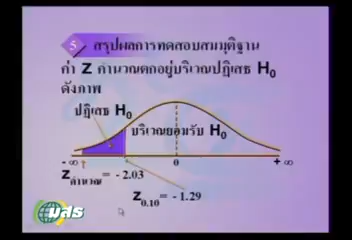 5 สรุปผลการทดสอบสมมุติฐาน
ค่า Z คำนวณตกอยู่บริเวณปฏิเสธ H0
ดังภาพ
ปฏิเสธ H0
บริเวณยอมรับ H0
- ∞ 0 + ∞
Zคำนวณ= - 2.03
Z0.10= - 1.29
มสธ